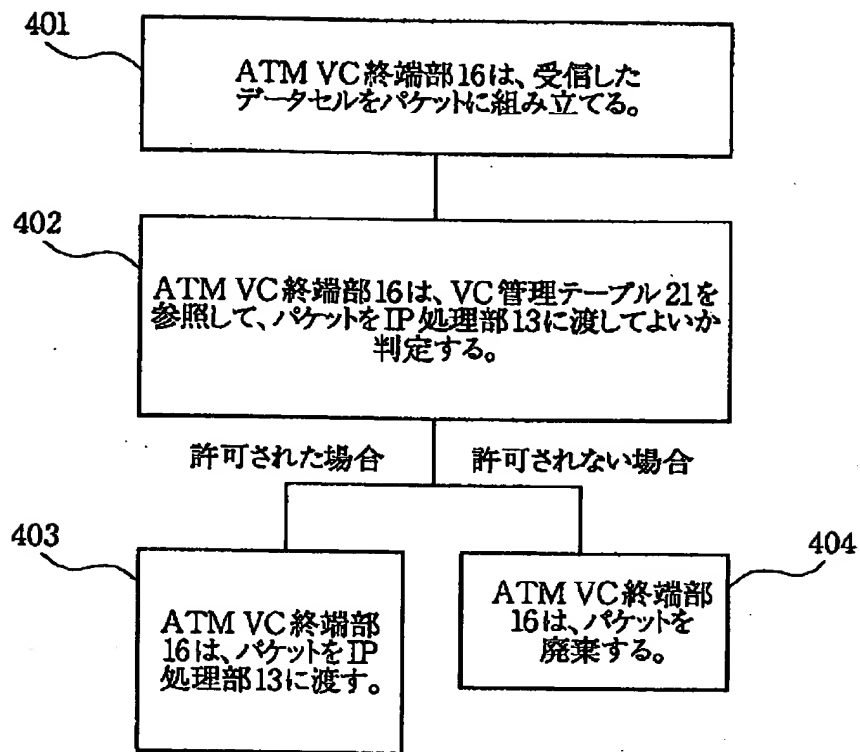 401
ATM VC終端部16は、受信した
データセルをパケットに組み立てる。
402
ATM VC終端部16は、VC管理テーブル21を
参照して、パケットをIP処理部13に渡してよいか
判定する。
許可された場合
許可されない場合
403
ATM VC終端部
16は、パケットをIP
処理部13に渡す。
404
ATM VC終端部
16は、パケットを
廃棄する。